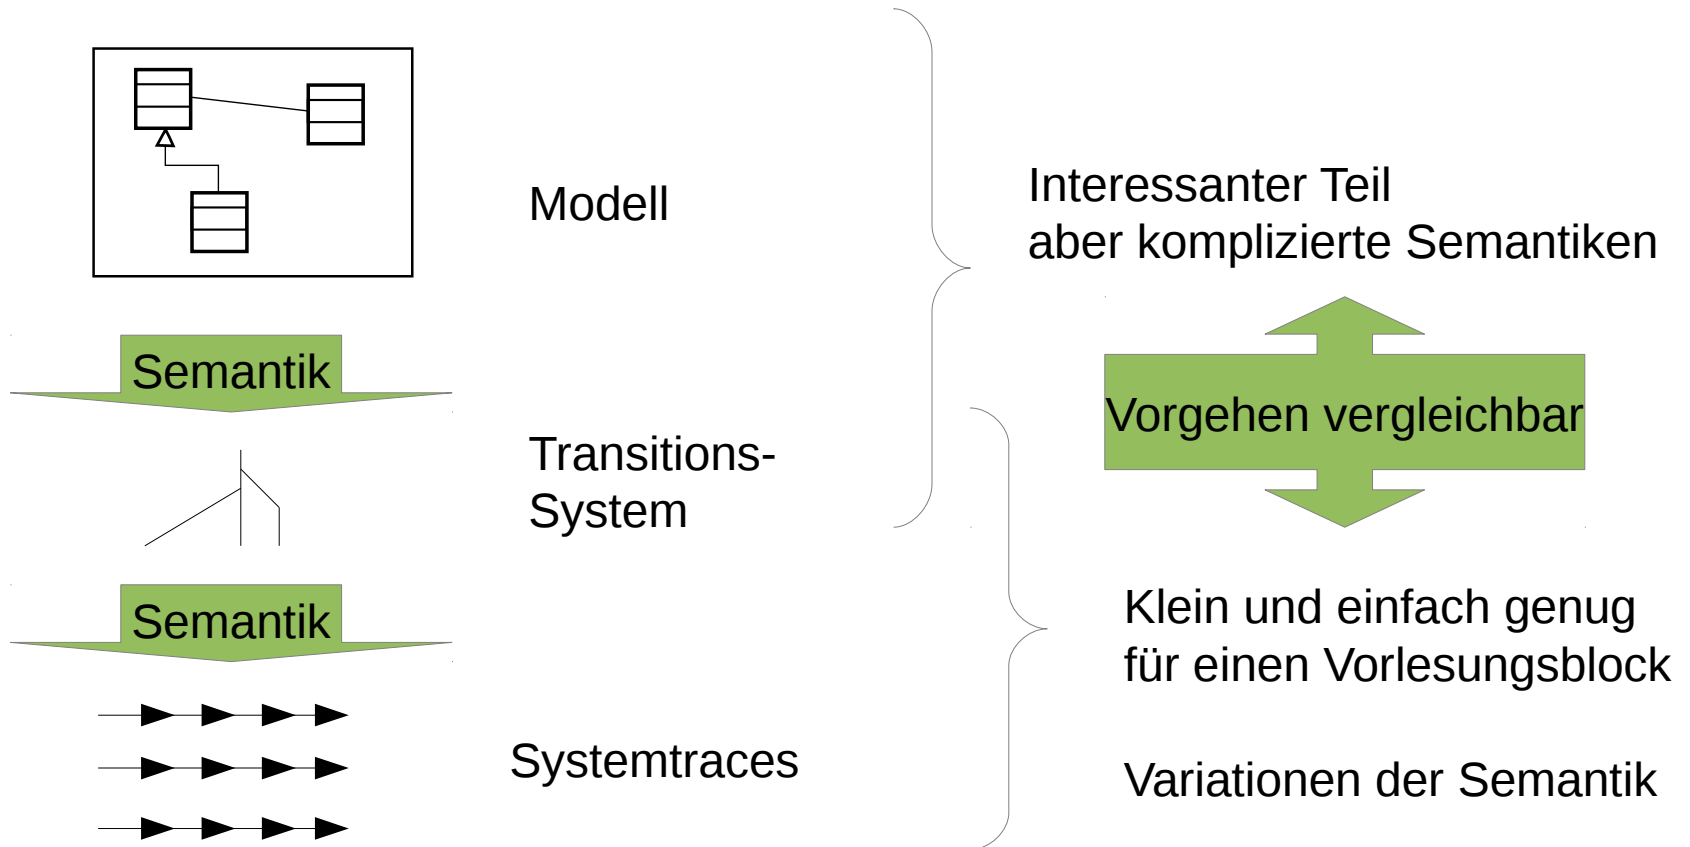 Modell
Semantik
Transitions-
System
Semantik
Systemtraces
Interessanter Teil
aber komplizierte Semantiken
Vorgehen vergleichbar
Klein und einfach genug
für einen Vorlesungsblock
Variationen der Semantik